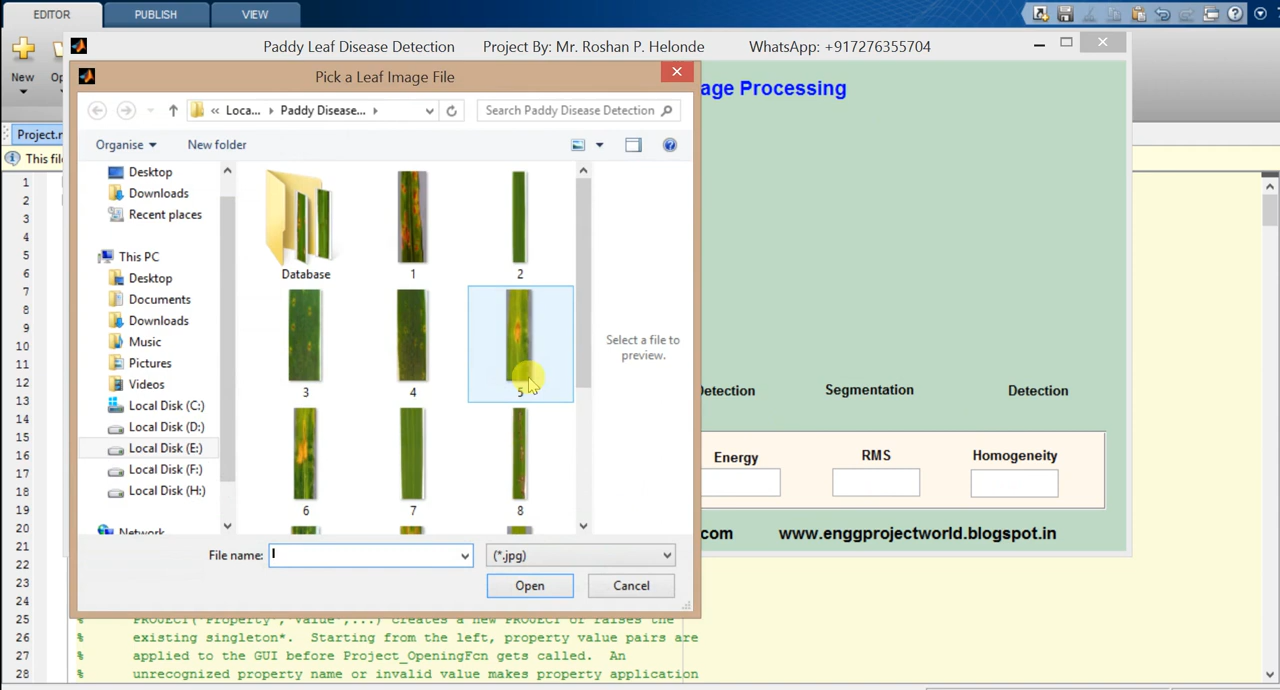 EDITOR PUBLISH VIEW
Paddy Leaf Disease Detection Project By: Mr. Roshan P. Helonde WhatsApp: +917276355704
New
Pick a Leaf Image File
age Processing
« Loca... Paddy Disease...
Search Paddy Disease Detection
Project.
This fil
Organise
New folder
Desktop
Downloads
Recent places
This PC
Desktop
Documents
Downloads
Music
Pictures
Videos
Local Disk (C:)
Local Disk (D:)
Local Disk (E:)
Local Disk (F:)
Local Disk (H:)
Network
Database 1 2
3 4 5
6 7 8
Select a file to
preview.
Detection Segmentation Detection
Energy RMS Homogeneity
File name:
(*.jpg)
Open Cancel
com www.enggprojectworld.blogspot.in
1
2
3
4
5
6
7
8
9
10
11
12
13
14
15
16
17
18
19
20
21
22
23
24
25 % PROJECT('Property','Value',...) creates a new PROJECT or raises the
26 % existing singleton*. Starting from the left, property value pairs are
27 % applied to the GUI before Project_OpeningFcn gets called. An
28 % unrecognized property name or invalid value makes property application